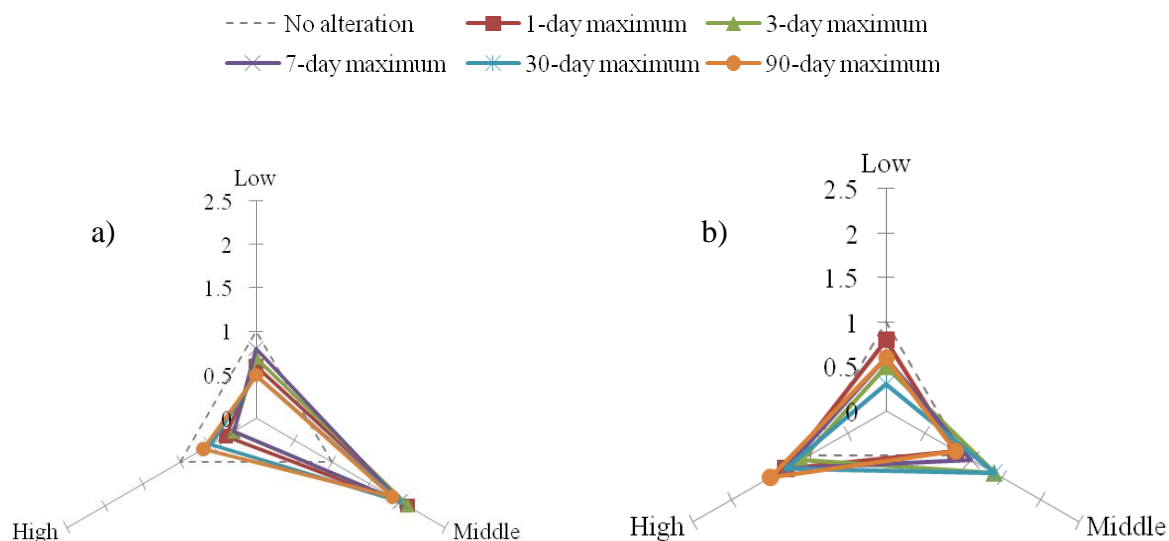 No alteration 1-day maximum 3-day maximum
7-day maximum 30-day maximum 90-day maximum
a)
Low
2.5
2
1.5
1
0.5
0
High
Middle
b)
Low
2.5
2
1.5
1
0.5
0
High
Middle